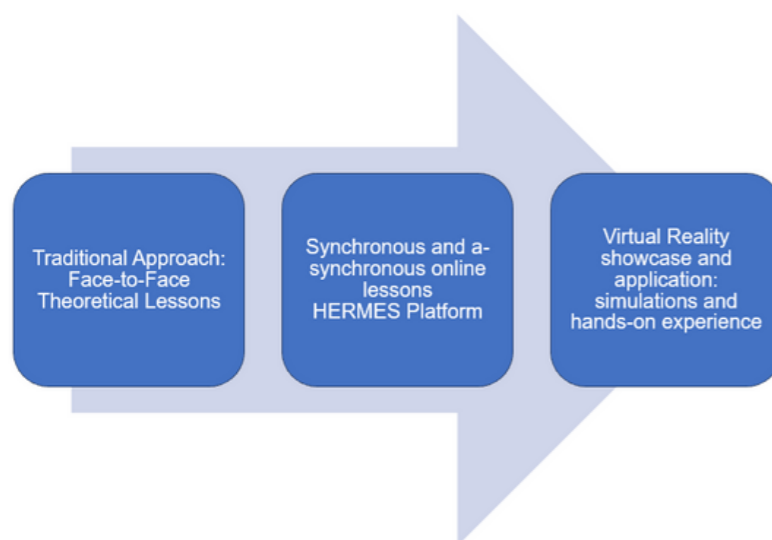 Traditional Approach:
Face-to-Face
Theoretical Lessons
Synchronous and a-
synchronous online
lessons
HERMES Platform
Virtual Reality
showcase and
application:
simulations and
hands-on experience